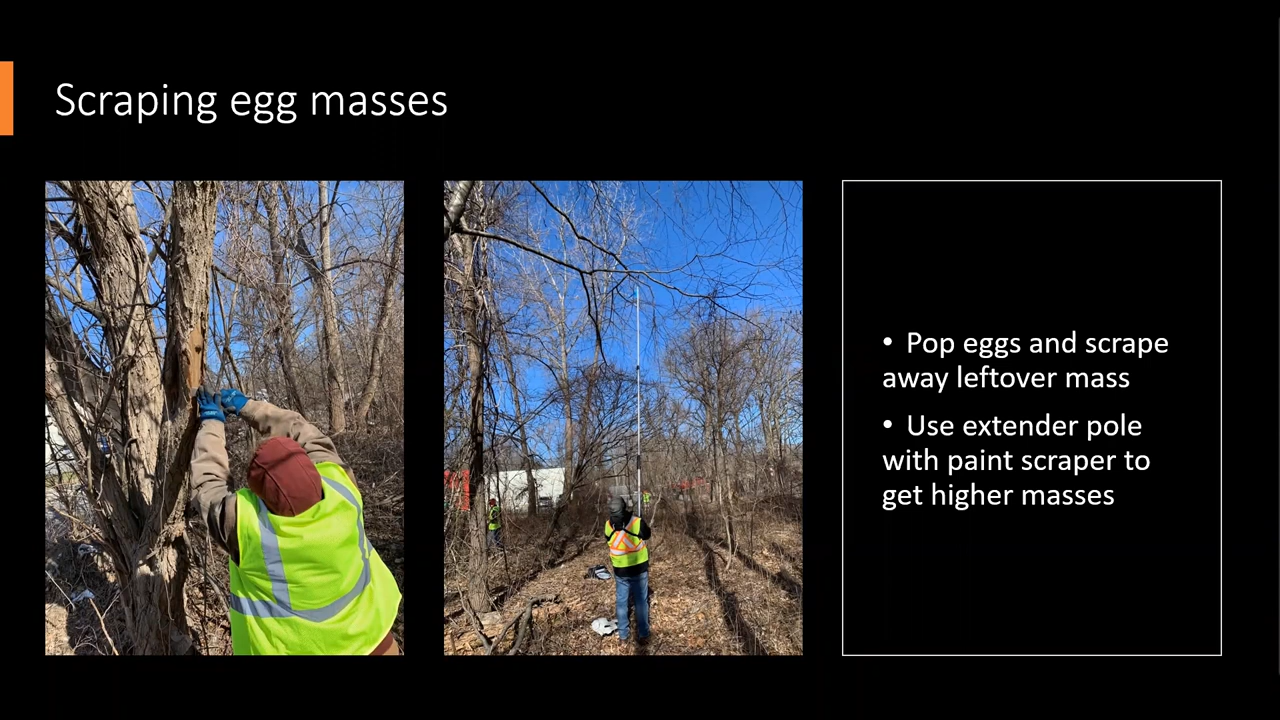 Scraping egg masses
• Pop eggs and scrape
away leftover mass
• Use extender pole
with paint scraper to
get higher masses